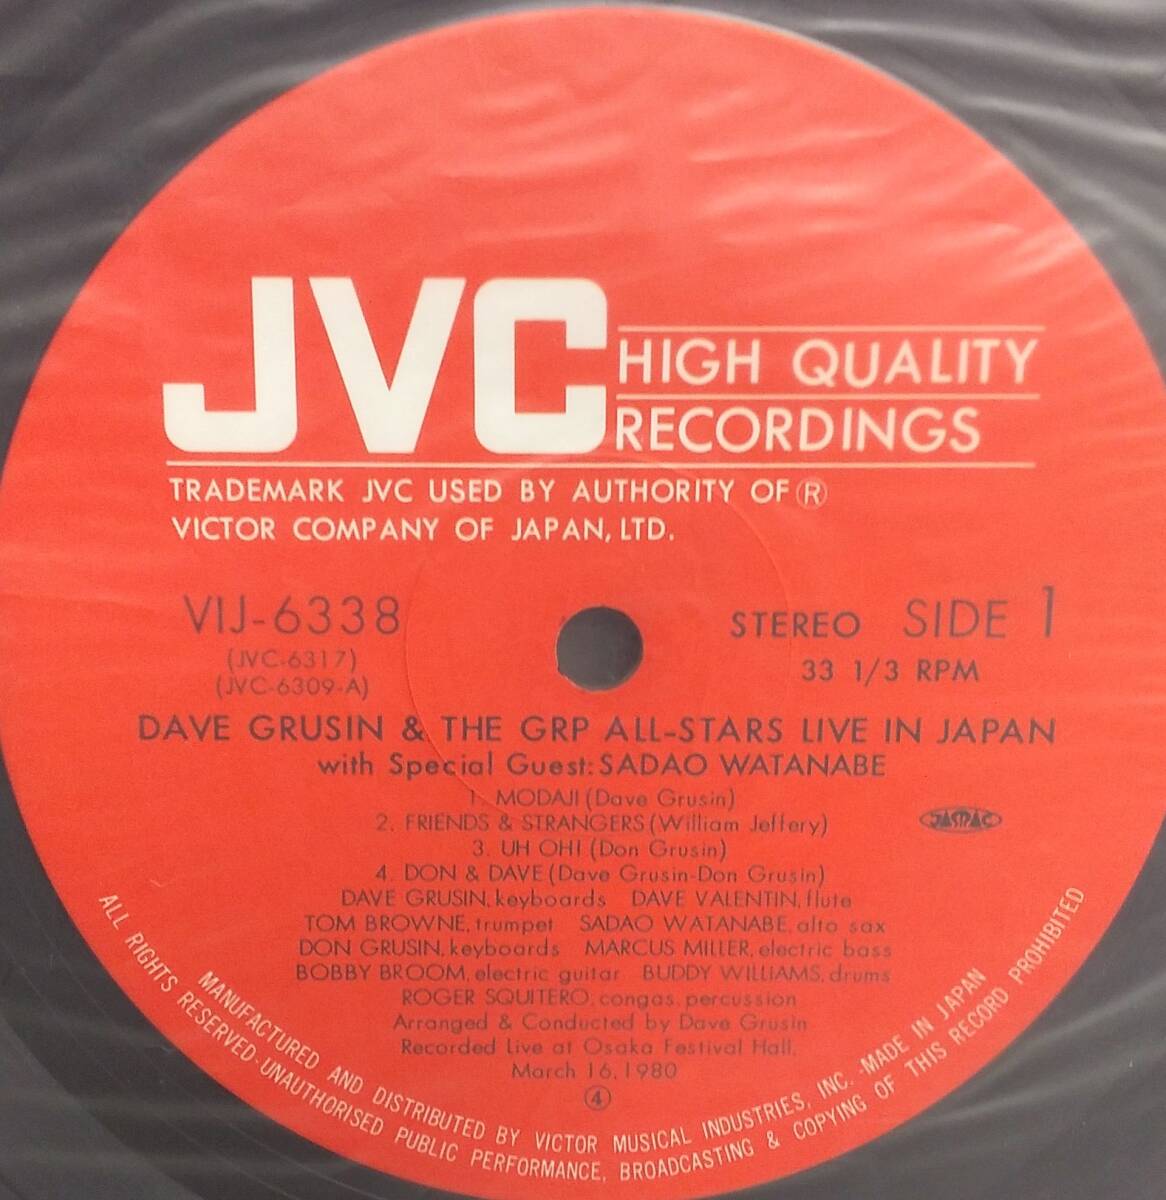 JVC
HIGH QUALITY
RECORDINGS
TRADEMARK JVC USED BY AUTHORITY OF ®
VICTOR COMPANY OF JAPAN, LTD.
VIJ-6338
(JVC-6317)
(JVC-6309-A)
STEREO SIDE 1
33 1/3 RPM
DAVE GRUSIN & THE GRP ALL-STARS LIVE IN JAPAN
with Special Guest: SADAO WATANABE
1. MODAJI (Dave Grusin)
2. FRIENDS & STRANGERS (William Jeffery)
3. UH OH! (Don Grusin)
4. DON & DAVE (Dave Grusin-Don Grusin)
JASRAC
DAVE GRUSIN, keyboards DAVE VALENTIN, flute
TOM BROWNE, trumpet SADAO WATANABE, alto sax
DON GRUSIN, keyboards MARCUS MILLER, electric bass
BOBBY BROOM, electric guitar BUDDY WILLIAMS, drums
ROGER SQUITERO, congas, percussion
Arranged & Conducted by Dave Grusin
Recorded Live at Osaka Festival Hall,
March 16, 1980
④
MANUFACTURED AND DISTRIBUTED BY VICTOR MUSICAL INDUSTRIES, INC. - MADE IN JAPAN
ALL RIGHTS RESERVED - UNAUTHORISED PUBLIC PERFORMANCE, BROADCASTING & COPYING OF THIS RECORD PROHIBITED